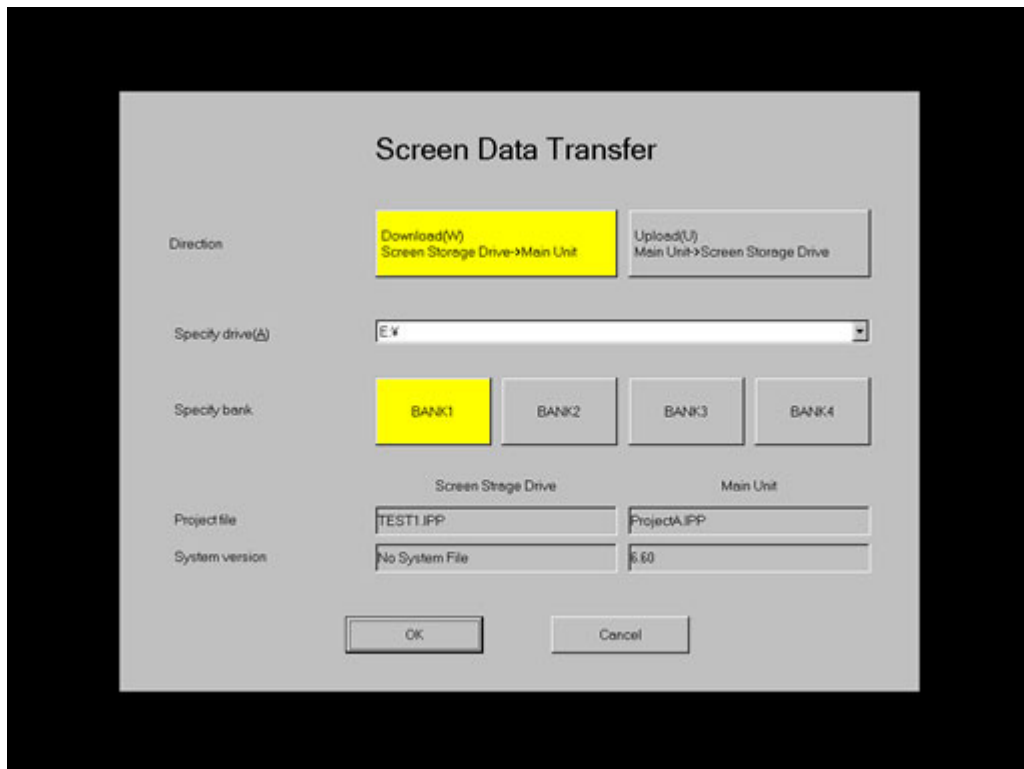 Screen Data Transfer
Direction
Download(W)
Screen Storage Drive->Main Unit
Upload(U)
Main Unit->Screen Storage Drive
Specify drive(A)
E:¥
Specify bank
BANK1
BANK2
BANK3
BANK4
Screen Strage Drive
Main Unit
Project file
TEST1.IPP
ProjectA.IPP
System version
No System File
6.60
OK
Cancel